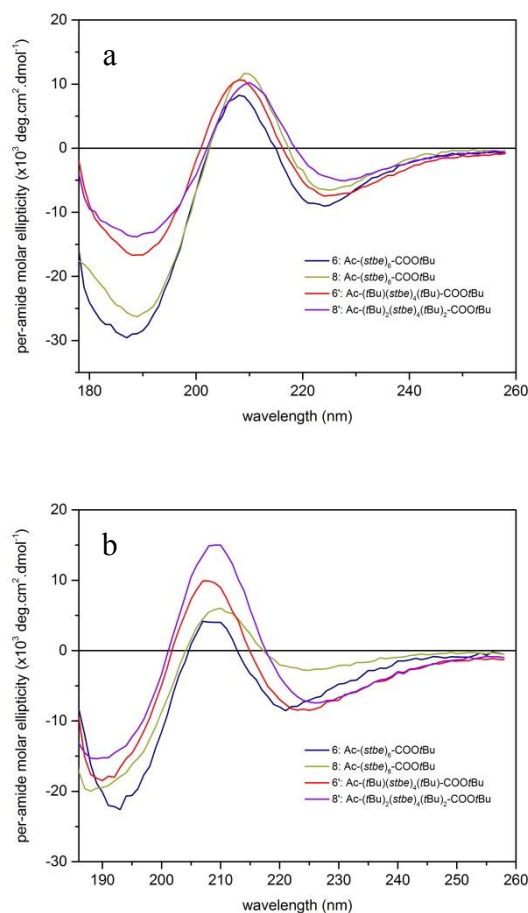 a
per-amide molar ellipticity (x10³ deg.cm².dmol⁻¹)
20
10
0
-10
-20
-30
6: Ac-(stbe)₆-COOtBu
8: Ac-(stbe)₈-COOtBu
6': Ac-(tBu)(stbe)₄(tBu)-COOtBu
8': Ac-(tBu)₂(stbe)₄(tBu)₂-COOtBu
180 200 220 240 260
wavelength (nm)
b
per-amide molar ellipticity (x10³ deg.cm².dmol⁻¹)
20
10
0
-10
-20
-30
6: Ac-(stbe)₆-COOtBu
8: Ac-(stbe)₈-COOtBu
6': Ac-(tBu)(stbe)₄(tBu)-COOtBu
8': Ac-(tBu)₂(stbe)₄(tBu)₂-COOtBu
190 200 210 220 230 240 250 260
wavelength (nm)